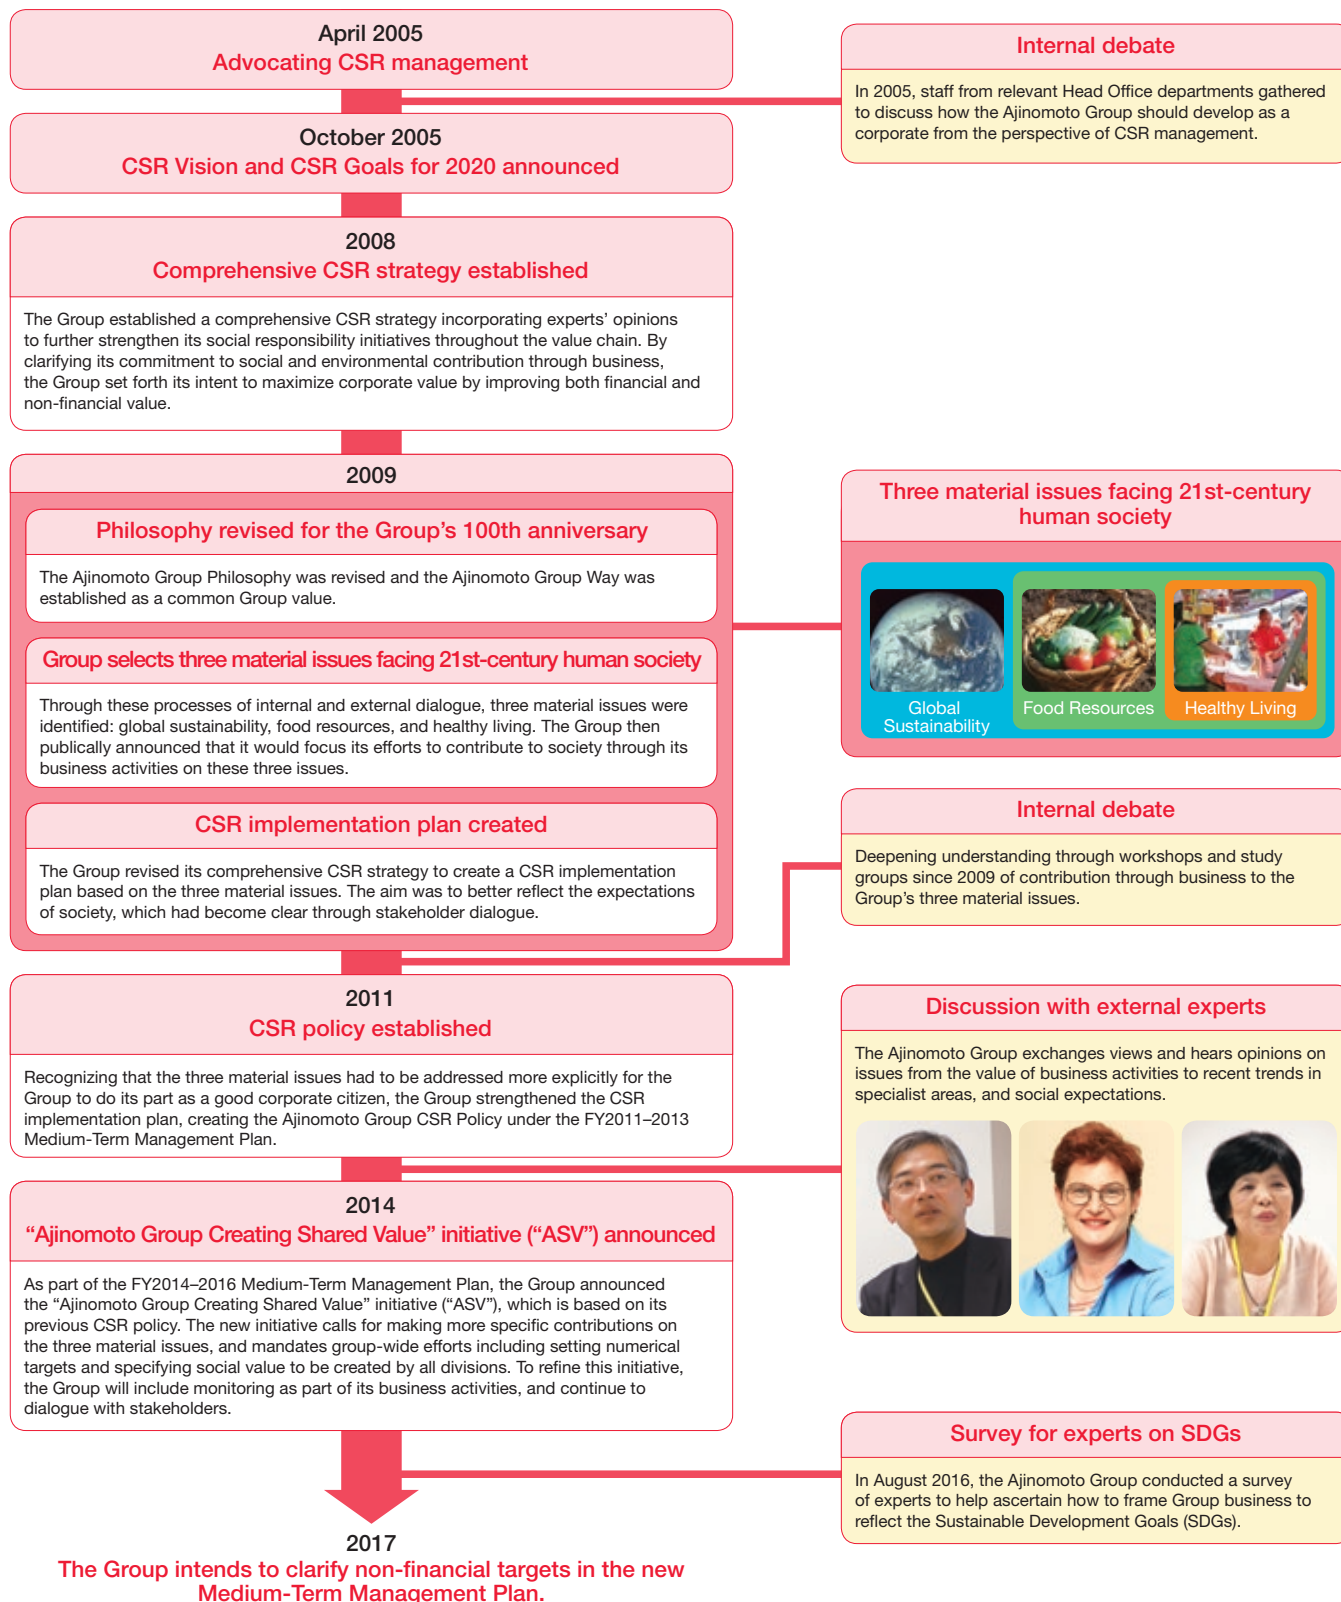 April 2005
Advocating CSR management
Internal debate
In 2005, staff from relevant Head Office departments gathered
to discuss how the Ajinomoto Group should develop as a
corporate from the perspective of CSR management.
October 2005
CSR Vision and CSR Goals for 2020 announced
2008
Comprehensive CSR strategy established
The Group established a comprehensive CSR strategy incorporating experts’ opinions
to further strengthen its social responsibility initiatives throughout the value chain. By
clarifying its commitment to social and environmental contribution through business,
the Group set forth its intent to maximize corporate value by improving both financial and
non-financial value.
2009
Philosophy revised for the Group’s 100th anniversary
The Ajinomoto Group Philosophy was revised and the Ajinomoto Group Way was
established as a common Group value.
Group selects three material issues facing 21st-century human society
Through these processes of internal and external dialogue, three material issues were
identified: global sustainability, food resources, and healthy living. The Group then
publically announced that it would focus its efforts to contribute to society through its
business activities on these three issues.
CSR implementation plan created
The Group revised its comprehensive CSR strategy to create a CSR implementation
plan based on the three material issues. The aim was to better reflect the expectations
of society, which had become clear through stakeholder dialogue.
Three material issues facing 21st-century
human society
Global
Sustainability
Food Resources
Healthy Living
Internal debate
Deepening understanding through workshops and study
groups since 2009 of contribution through business to the
Group’s three material issues.
2011
CSR policy established
Recognizing that the three material issues had to be addressed more explicitly for the
Group to do its part as a good corporate citizen, the Group strengthened the CSR
implementation plan, creating the Ajinomoto Group CSR Policy under the FY2011–2013
Medium-Term Management Plan.
Discussion with external experts
The Ajinomoto Group exchanges views and hears opinions on
issues from the value of business activities to recent trends in
specialist areas, and social expectations.
2014
“Ajinomoto Group Creating Shared Value” initiative (“ASV”) announced
As part of the FY2014–2016 Medium-Term Management Plan, the Group announced
the “Ajinomoto Group Creating Shared Value” initiative (“ASV”), which is based on its
previous CSR policy. The new initiative calls for making more specific contributions on
the three material issues, and mandates group-wide efforts including setting numerical
targets and specifying social value to be created by all divisions. To refine this initiative,
the Group will include monitoring as part of its business activities, and continue to
dialogue with stakeholders.
Survey for experts on SDGs
In August 2016, the Ajinomoto Group conducted a survey
of experts to help ascertain how to frame Group business to
reflect the Sustainable Development Goals (SDGs).
2017
The Group intends to clarify non-financial targets in the new
Medium-Term Management Plan.